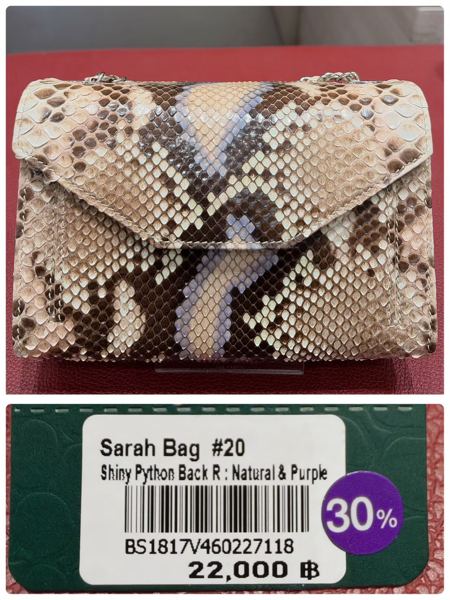 Sarah Bag #20
Shiny Python Back R : Natural & Purple
30%
BS1817V460227118
22,000 ฿